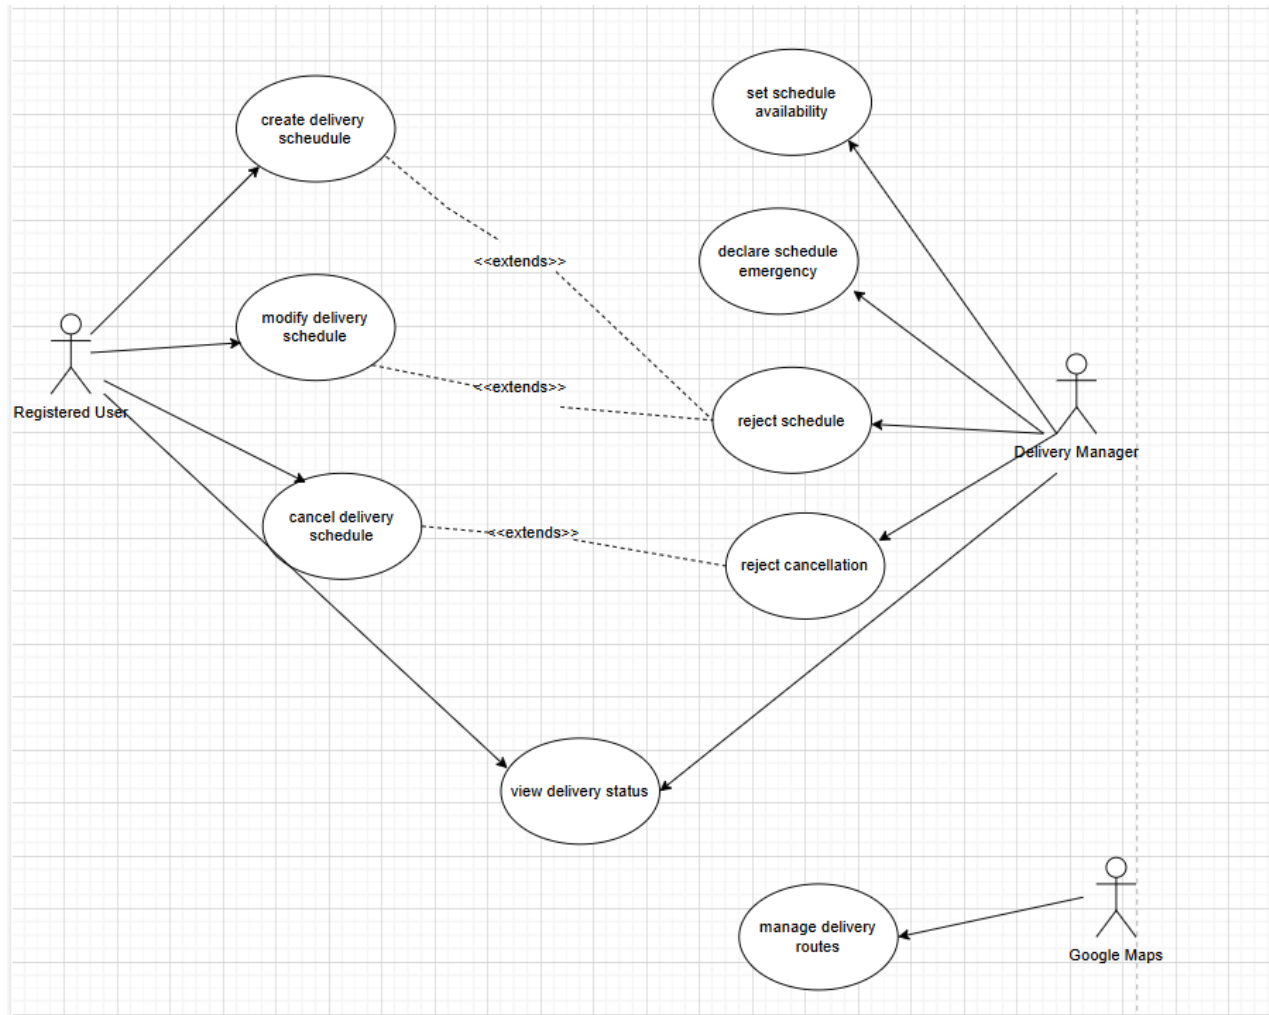 set schedule
availability
create delivery
scheudule
declare schedule
emergency
<<extends>>
modify delivery
schedule
<<extends>>
Registered User
reject schedule
Delivery Manager
cancel delivery
schedule
<<extends>>
reject cancellation
view delivery status
manage delivery
routes
Google Maps